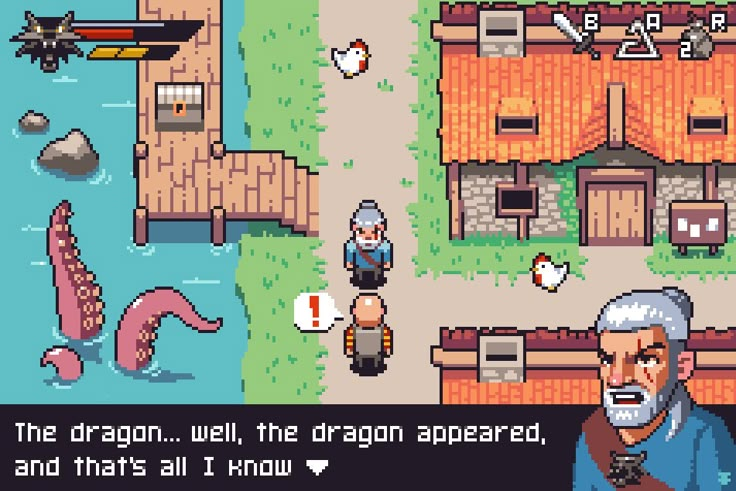 B A R
2
!
The dragon... well, the dragon appeared,
and that's all I know